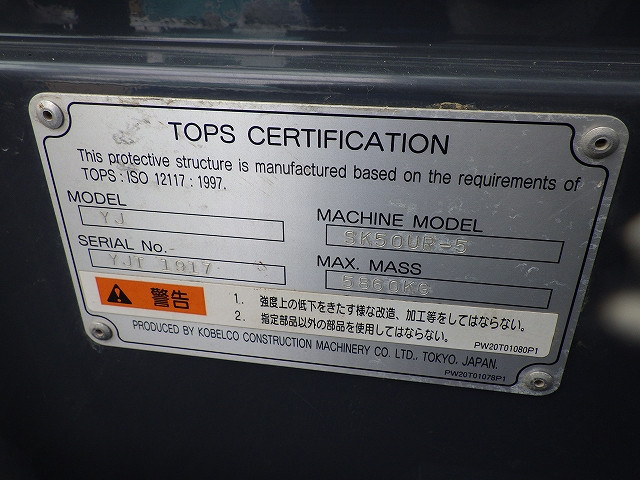 TOPS CERTIFICATION
This protective structure is manufactured based on the requirements of
TOPS : ISO 12117 : 1997.
MODEL
YJ
SERIAL No.
1917
MACHINE MODEL
SK50UR-5
MAX. MASS
5860KG
警告
1. 強度上の低下をきたす様な改造、加工等をしてはならない。
2. 指定部品以外の部品を使用してはならない。
PW20T01080P1
PRODUCED BY KOBELCO CONSTRUCTION MACHINERY CO. LTD., TOKYO, JAPAN.
PW20T01078P1